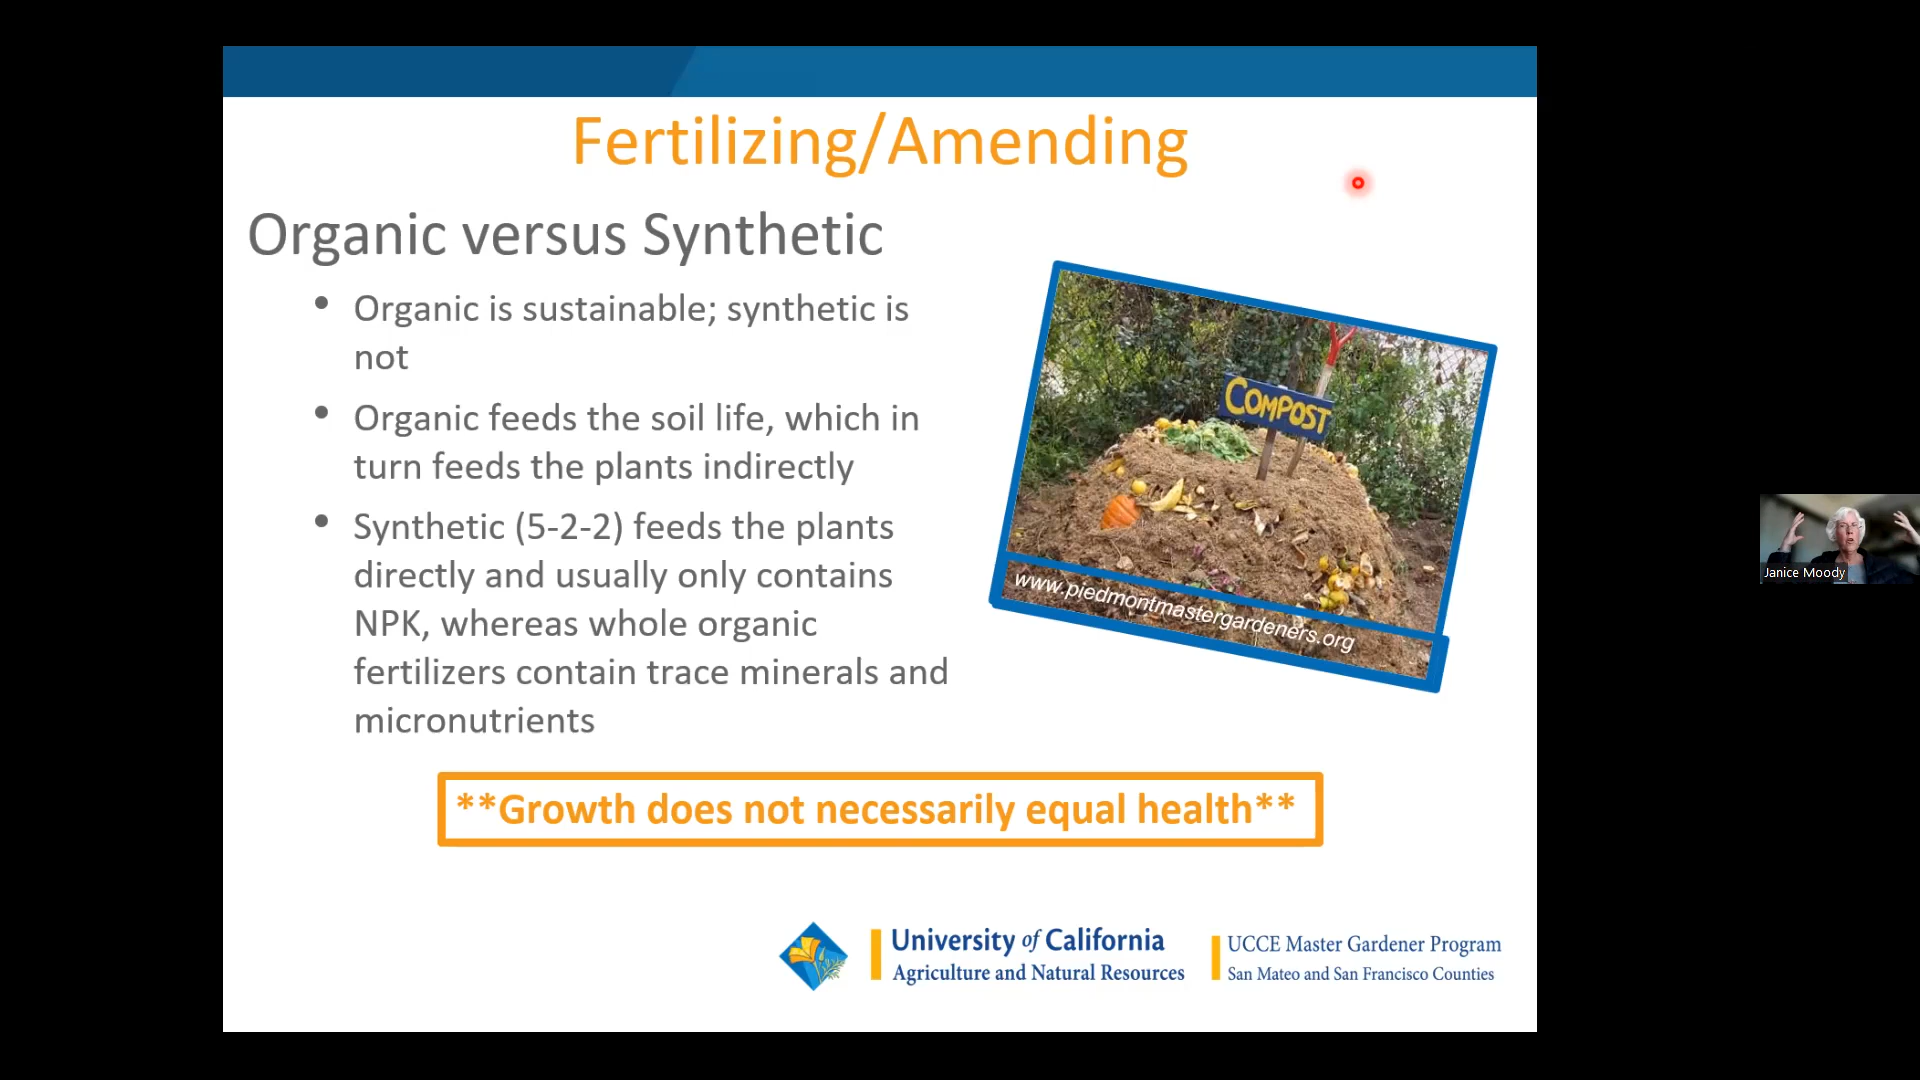 Fertilizing/Amending
Organic versus Synthetic
• Organic is sustainable; synthetic is
not
• Organic feeds the soil life, which in
turn feeds the plants indirectly
• Synthetic (5-2-2) feeds the plants
directly and usually only contains
NPK, whereas whole organic
fertilizers contain trace minerals and
micronutrients
COMPOST
www.piedmontmastergardeners.org
**Growth does not necessarily equal health**
University of California
Agriculture and Natural Resources
UCCE Master Gardener Program
San Mateo and San Francisco Counties
Janice Moody